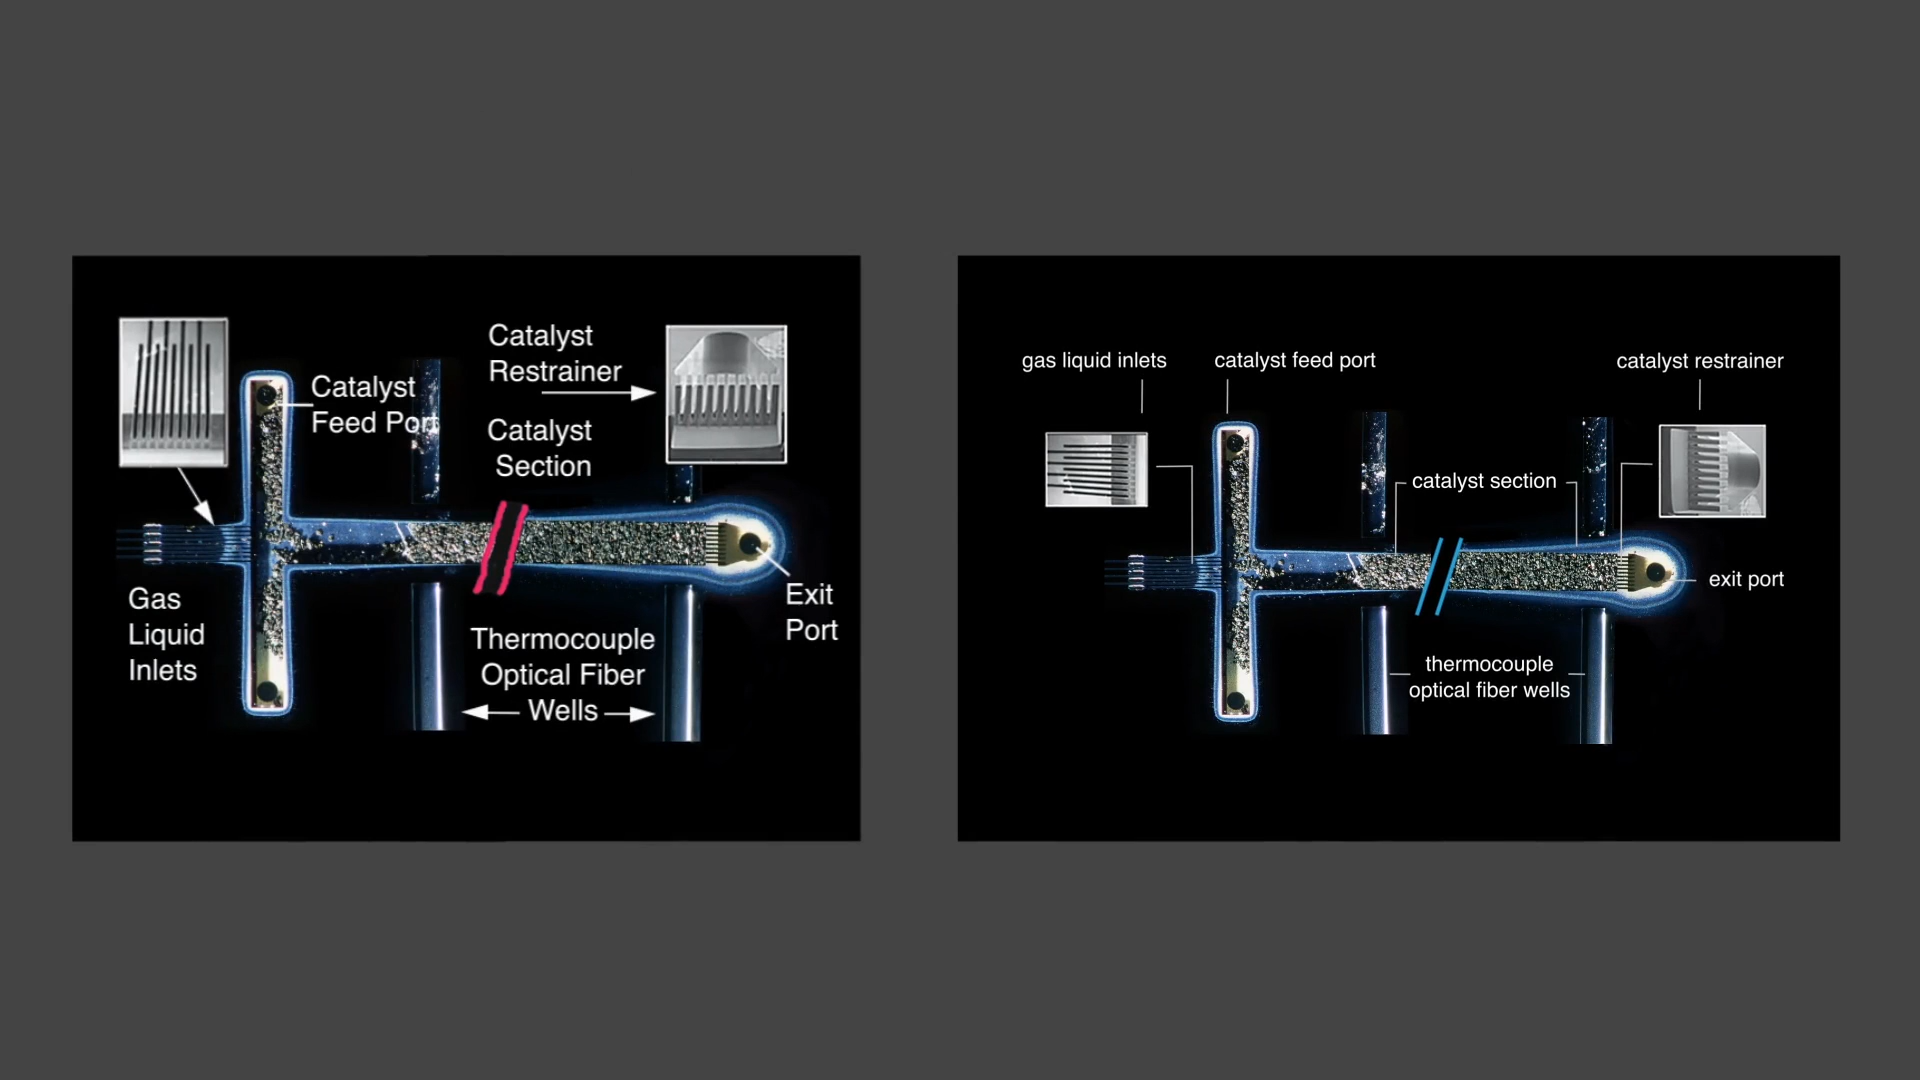 Catalyst
Restrainer
Catalyst
Feed Port
Catalyst
Section
Gas
Liquid
Inlets
Thermocouple
Optical Fiber
Wells
Exit
Port
gas liquid inlets
catalyst feed port
catalyst restrainer
catalyst section
exit port
thermocouple
optical fiber wells